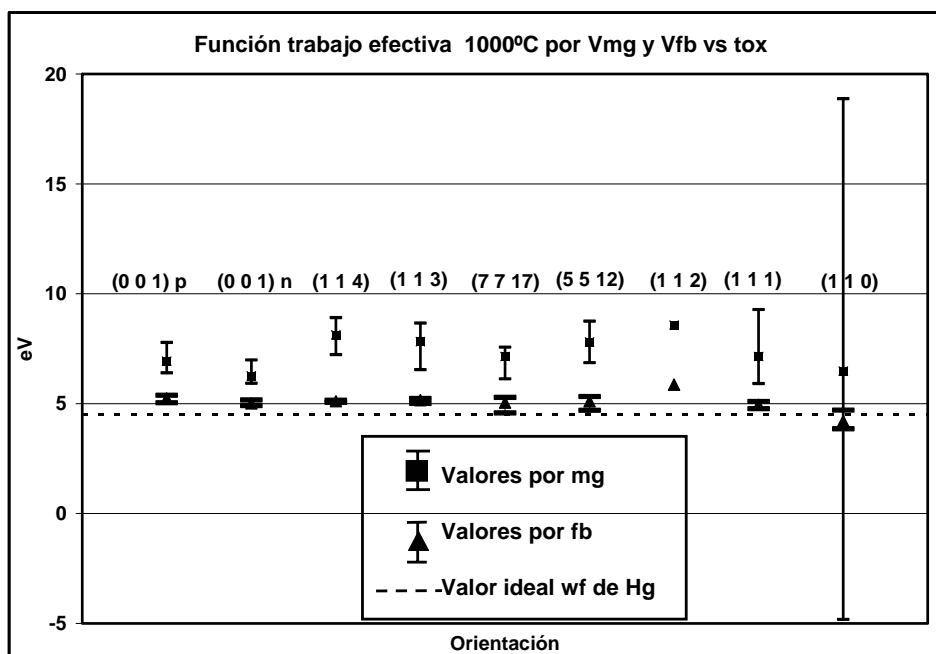 Función trabajo efectiva 1000ºC por Vmg y Vfb vs tox
20
15
(0 0 1) p (0 0 1) n (1 1 4) (1 1 3) (7 7 17) (5 5 12) (1 1 2) (1 1 1) (1 1 0)
10
eV
5
Valores por mg
0
Valores por fb
Valor ideal wf de Hg
-5
Orientación